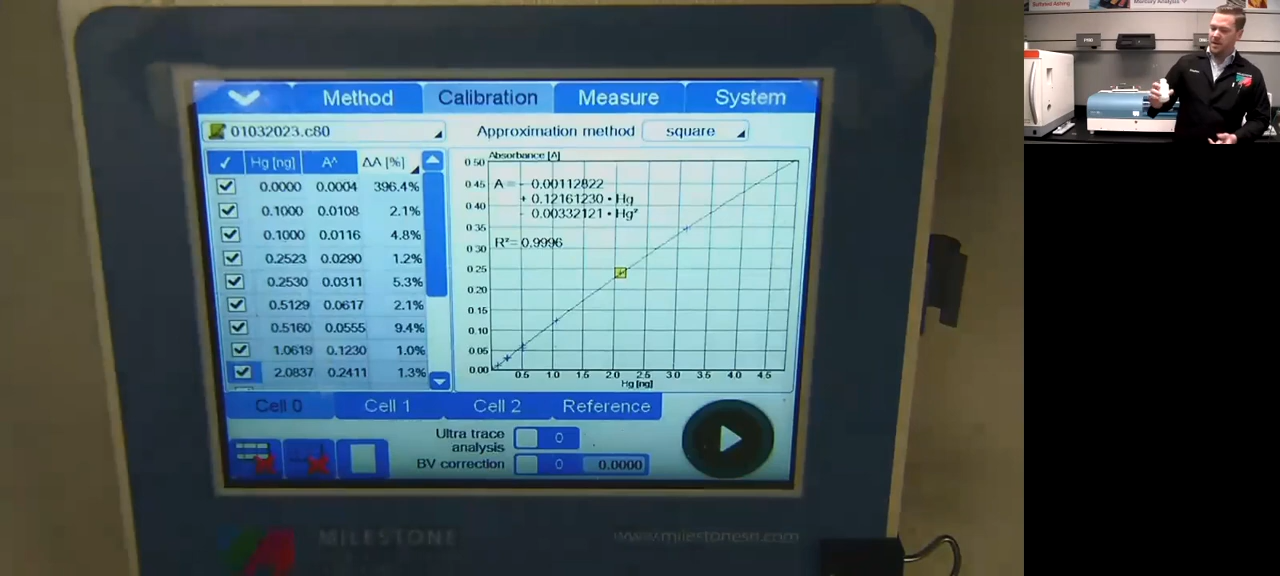 Method
Calibration
Measure
System
01032023.c80
Approximation method
square
✓ Hg [ng] A^ ΔA [%]
0.0000 0.0004 396.4%
0.1000 0.0108 2.1%
0.1000 0.0116 4.8%
0.2523 0.0290 1.2%
0.2530 0.0311 5.3%
0.5129 0.0617 2.1%
0.5160 0.0555 9.4%
1.0619 0.1230 1.0%
2.0837 0.2411 1.3%
Absorbance [A]
0.50
0.45
0.40
0.35
0.30
0.25
0.20
0.15
0.10
0.05
0.00
A = - 0.00112822
+ 0.12161230 • Hg
- 0.00332121 • Hg²
R² = 0.9996
0.5 1.0 1.5 2.0 2.5 3.0 3.5 4.0 4.5
Hg [ng]
Cell 0
Cell 1
Cell 2
Reference
Ultra trace
analysis
0
BV correction
0
0.0000
MILESTONE
www.milestonesci.com
Mercury Analysis